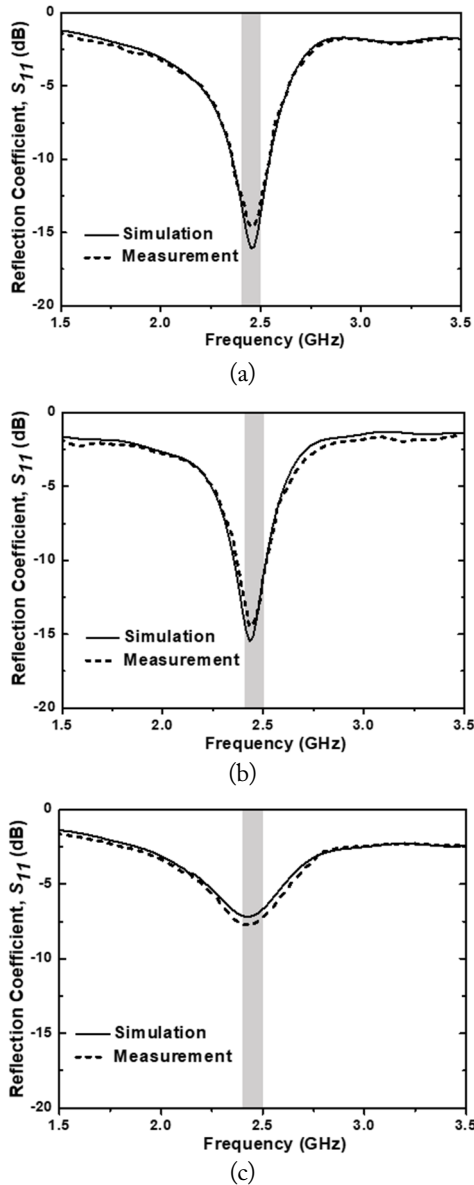 0
-5
-10
-15
-20
Reflection Coefficient, S11 (dB)
Simulation
Measurement
1.5 2.0 2.5 3.0 3.5
Frequency (GHz)
(a)
0
-5
-10
-15
-20
Reflection Coefficient, S11 (dB)
Simulation
Measurement
1.5 2.0 2.5 3.0 3.5
Frequency (GHz)
(b)
0
-5
-10
-15
-20
Reflection Coefficient, S11 (dB)
Simulation
Measurement
1.5 2.0 2.5 3.0 3.5
Frequency (GHz)
(c)